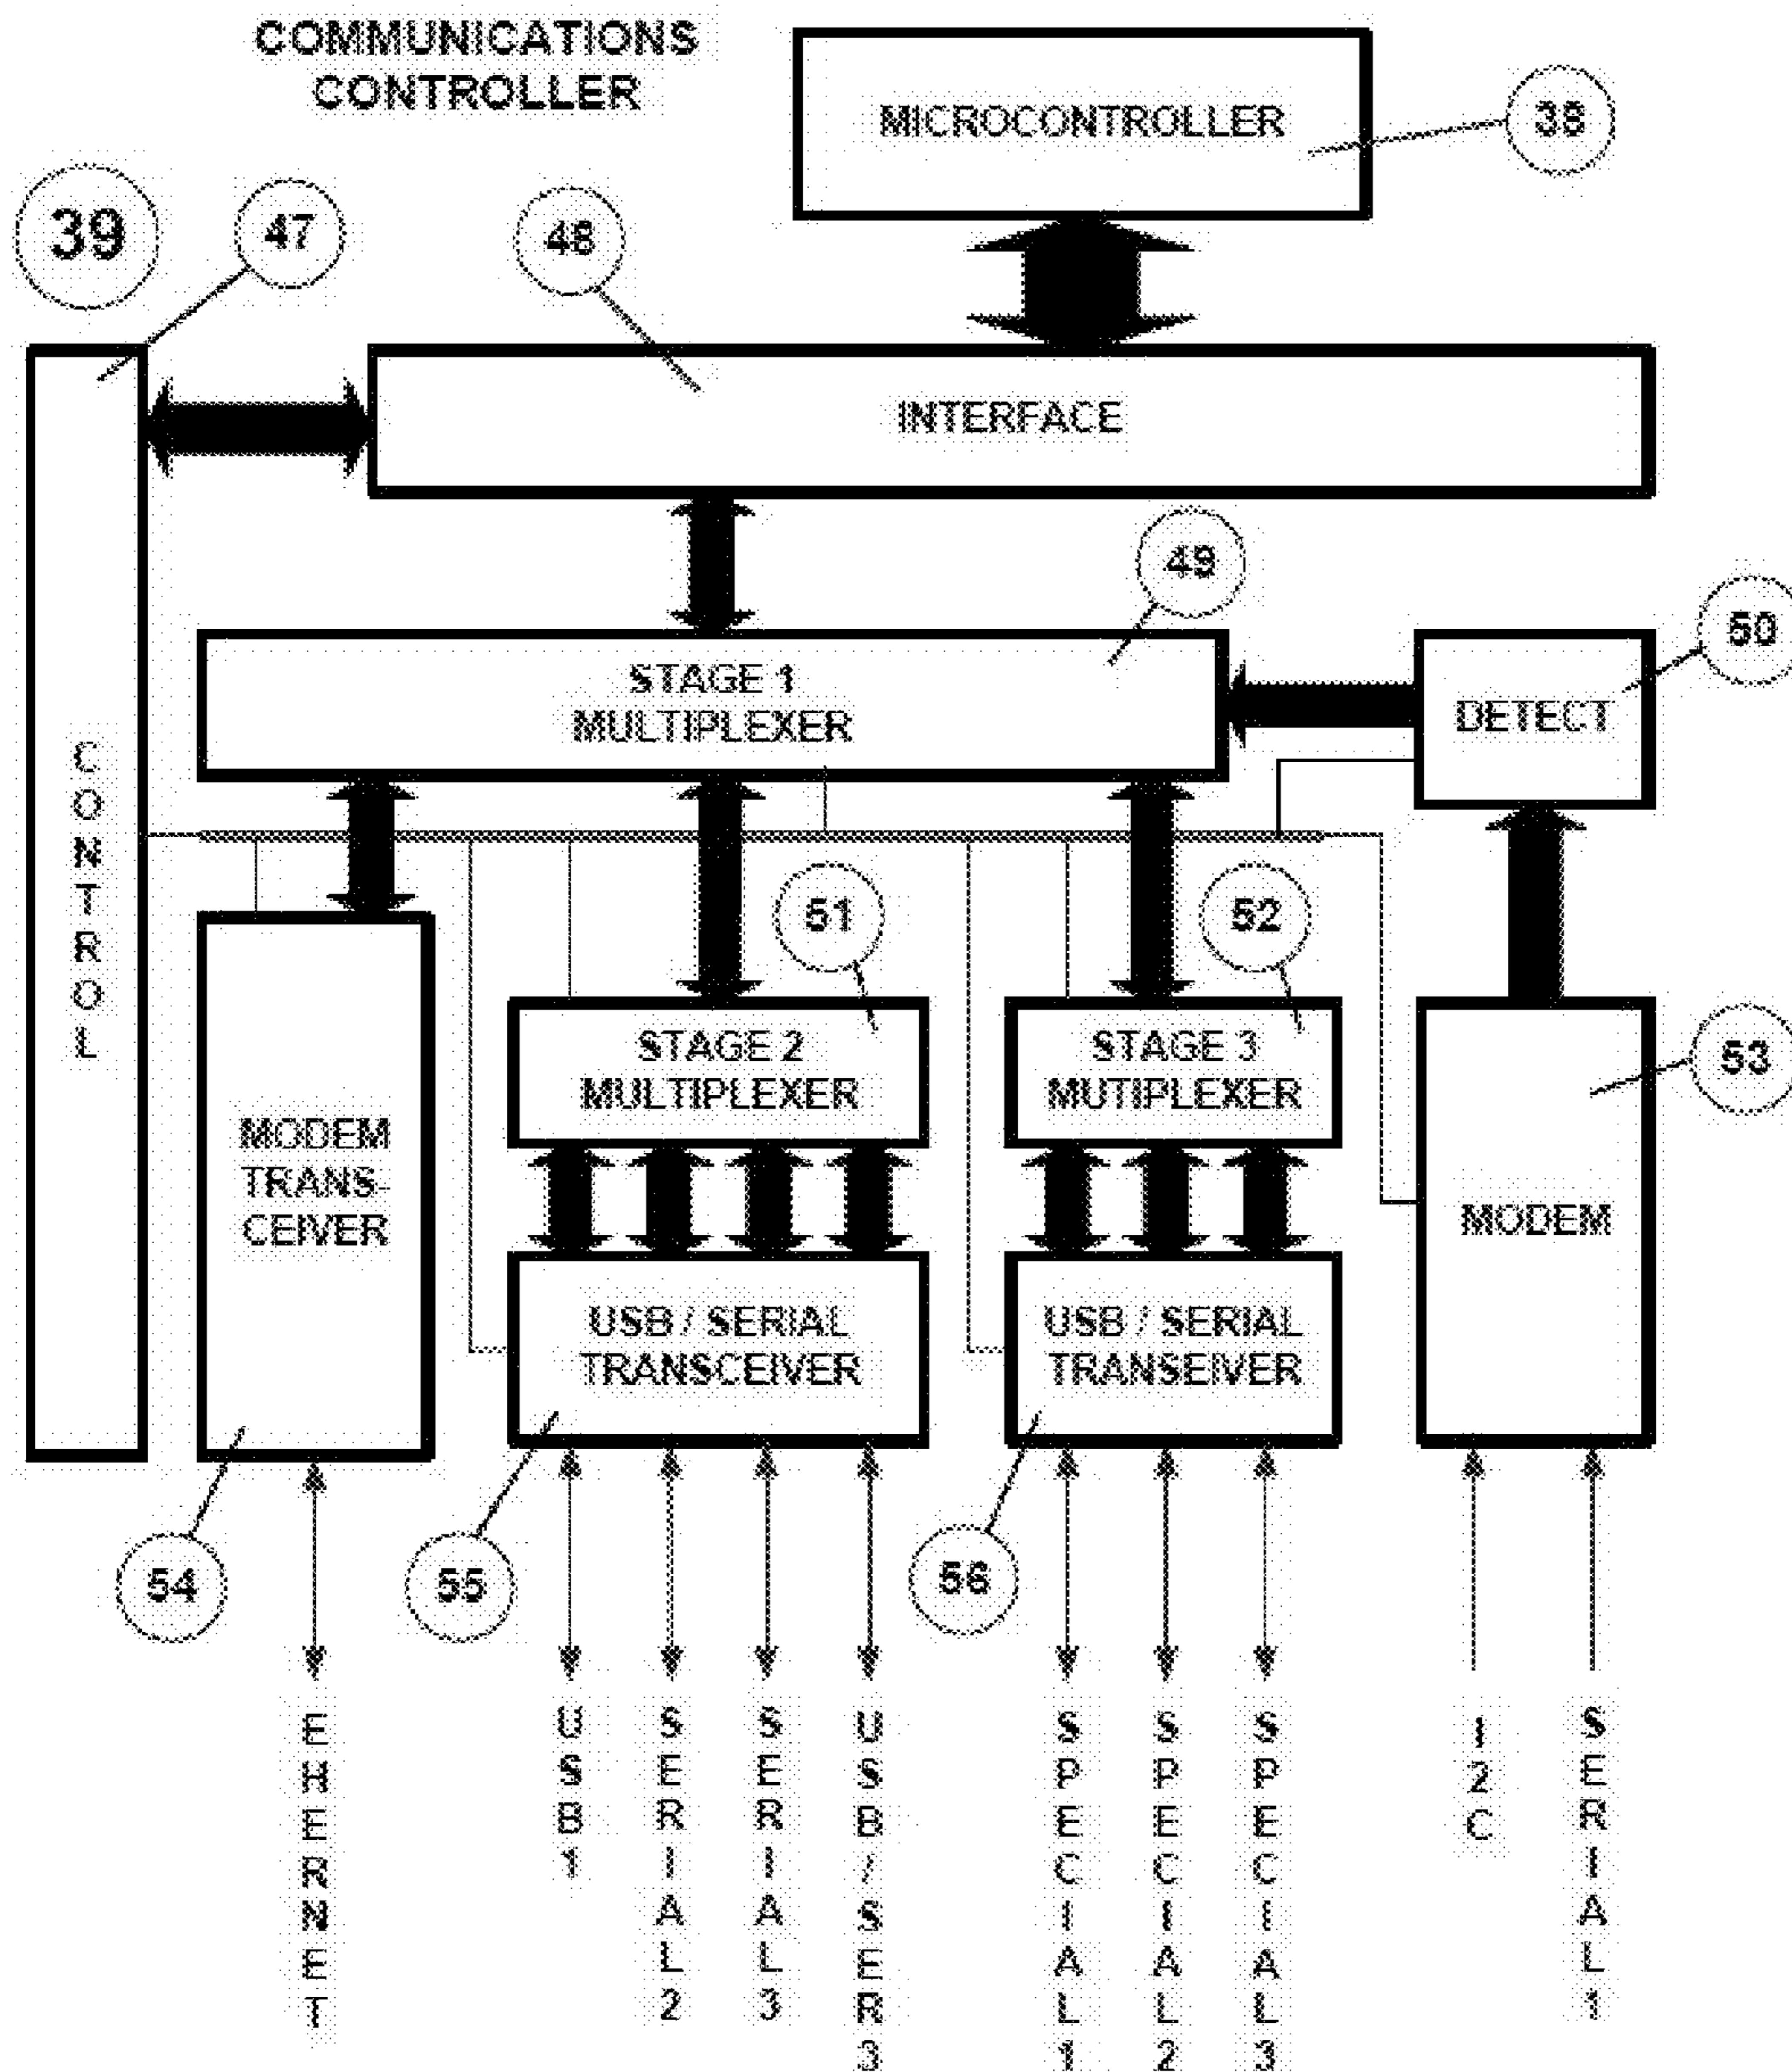 COMMUNICATIONS
CONTROLLER
MICROCONTROLLER
38
39
47
48
INTERFACE
49
STAGE 1
MULTIPLEXER
50
DETECT
CONTROL
51
52
STAGE 2
MULTIPLEXER
STAGE 3
MUTIPLEXER
53
MODEM
TRANS-
CEIVER
MODEM
USB / SERIAL
TRANSCEIVER
USB / SERIAL
TRANSEIVER
54
55
56
EHERNET
USB1
SERIAL2
SERIAL3
USB/SER3
SPECIAL1
SPECIAL2
SPECIAL3
I2C
SERIAL1